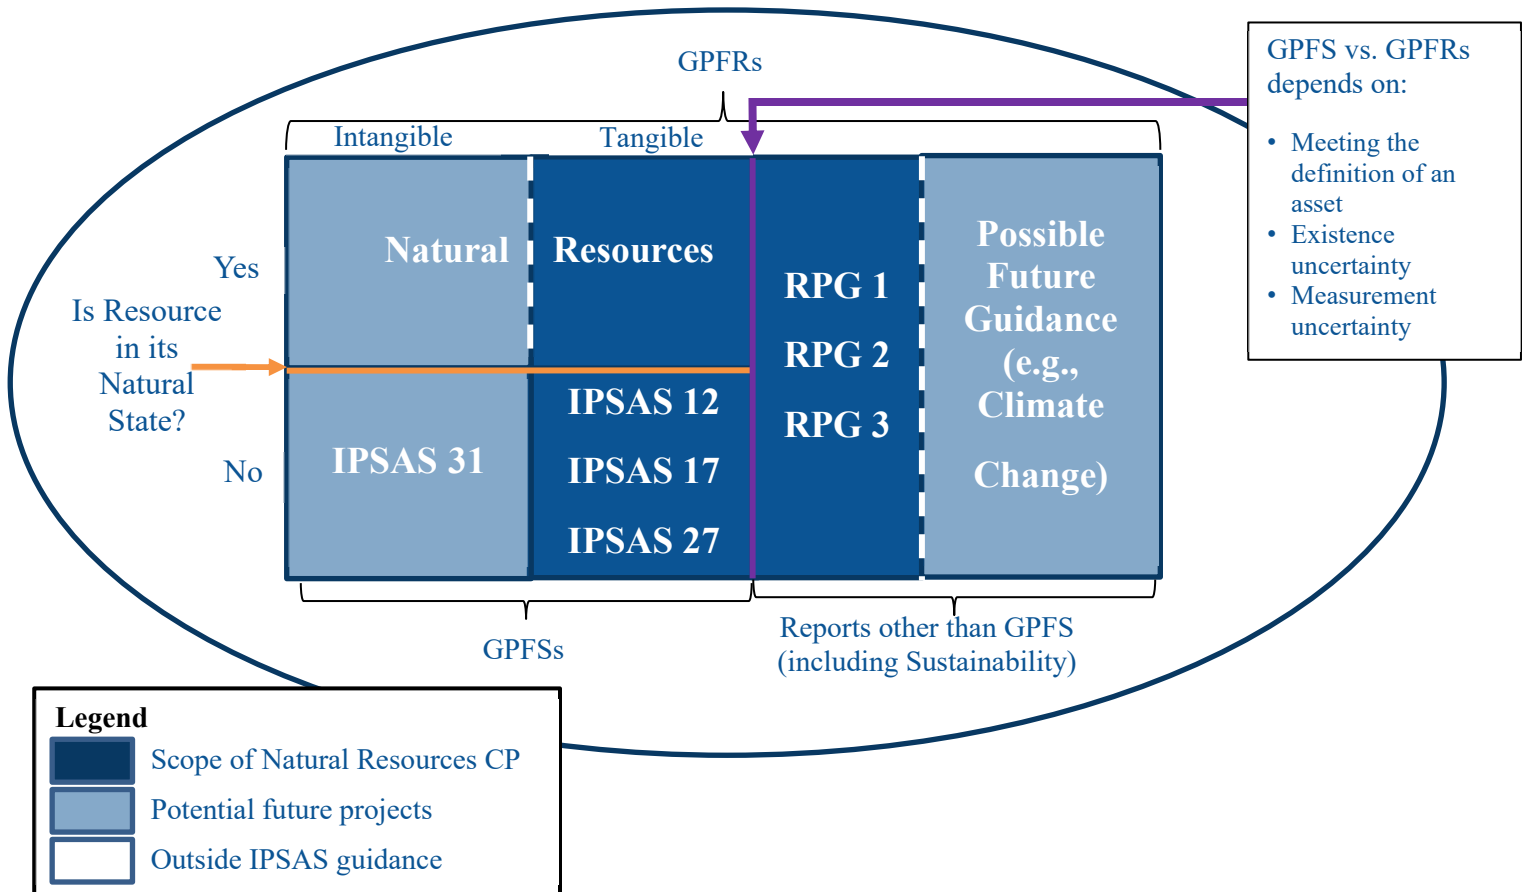 GPFRs
GPFS vs. GPFRs
depends on:
• Meeting the
definition of an
asset
• Existence
uncertainty
• Measurement
uncertainty
Intangible
Tangible
Natural
Resources
Yes
Is Resource
in its
Natural
State?
No
IPSAS 31
IPSAS 12
IPSAS 17
IPSAS 27
RPG 1
RPG 2
RPG 3
Possible
Future
Guidance
(e.g.,
Climate
Change)
GPFSs
Reports other than GPFS
(including Sustainability)
Legend
Scope of Natural Resources CP
Potential future projects
Outside IPSAS guidance